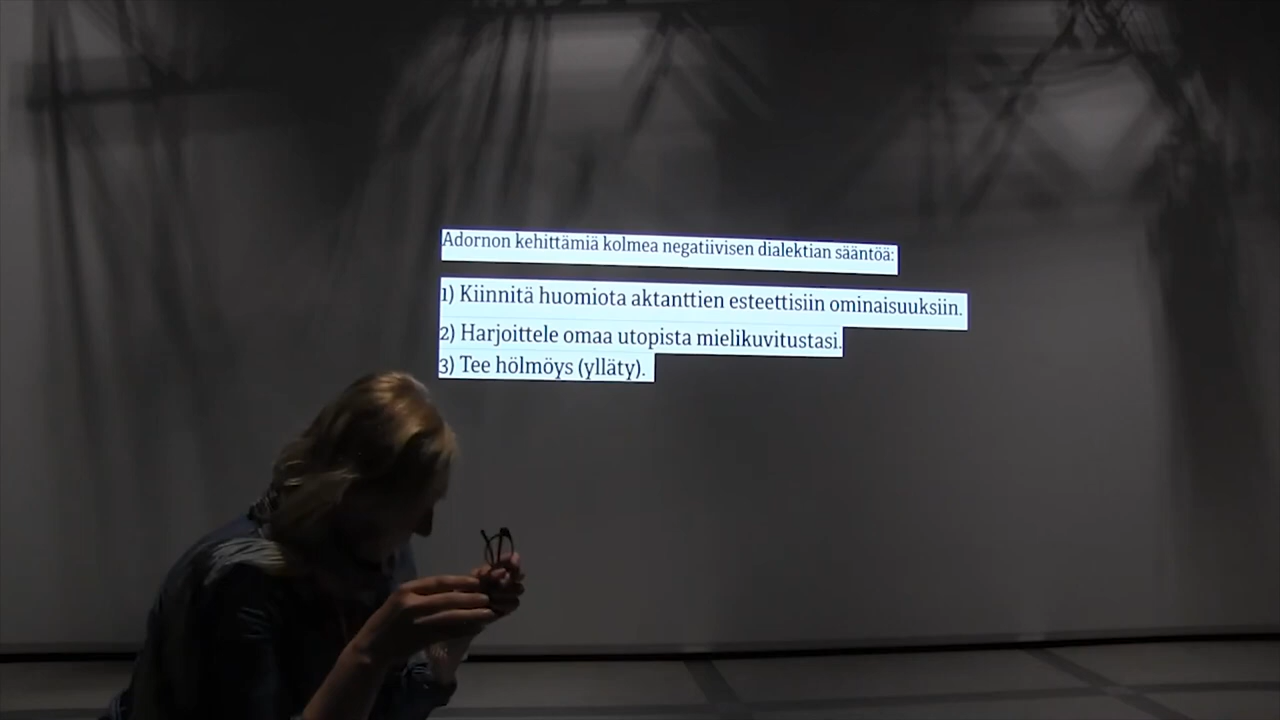 Adornon kehittämiä kolmea negatiivisen dialektian sääntöä:
1) Kiinnitä huomiota aktanttien esteettisiin ominaisuuksiin.
2) Harjoittele omaa utopista mielikuvitustasi.
3) Tee hölmöys (ylläty).